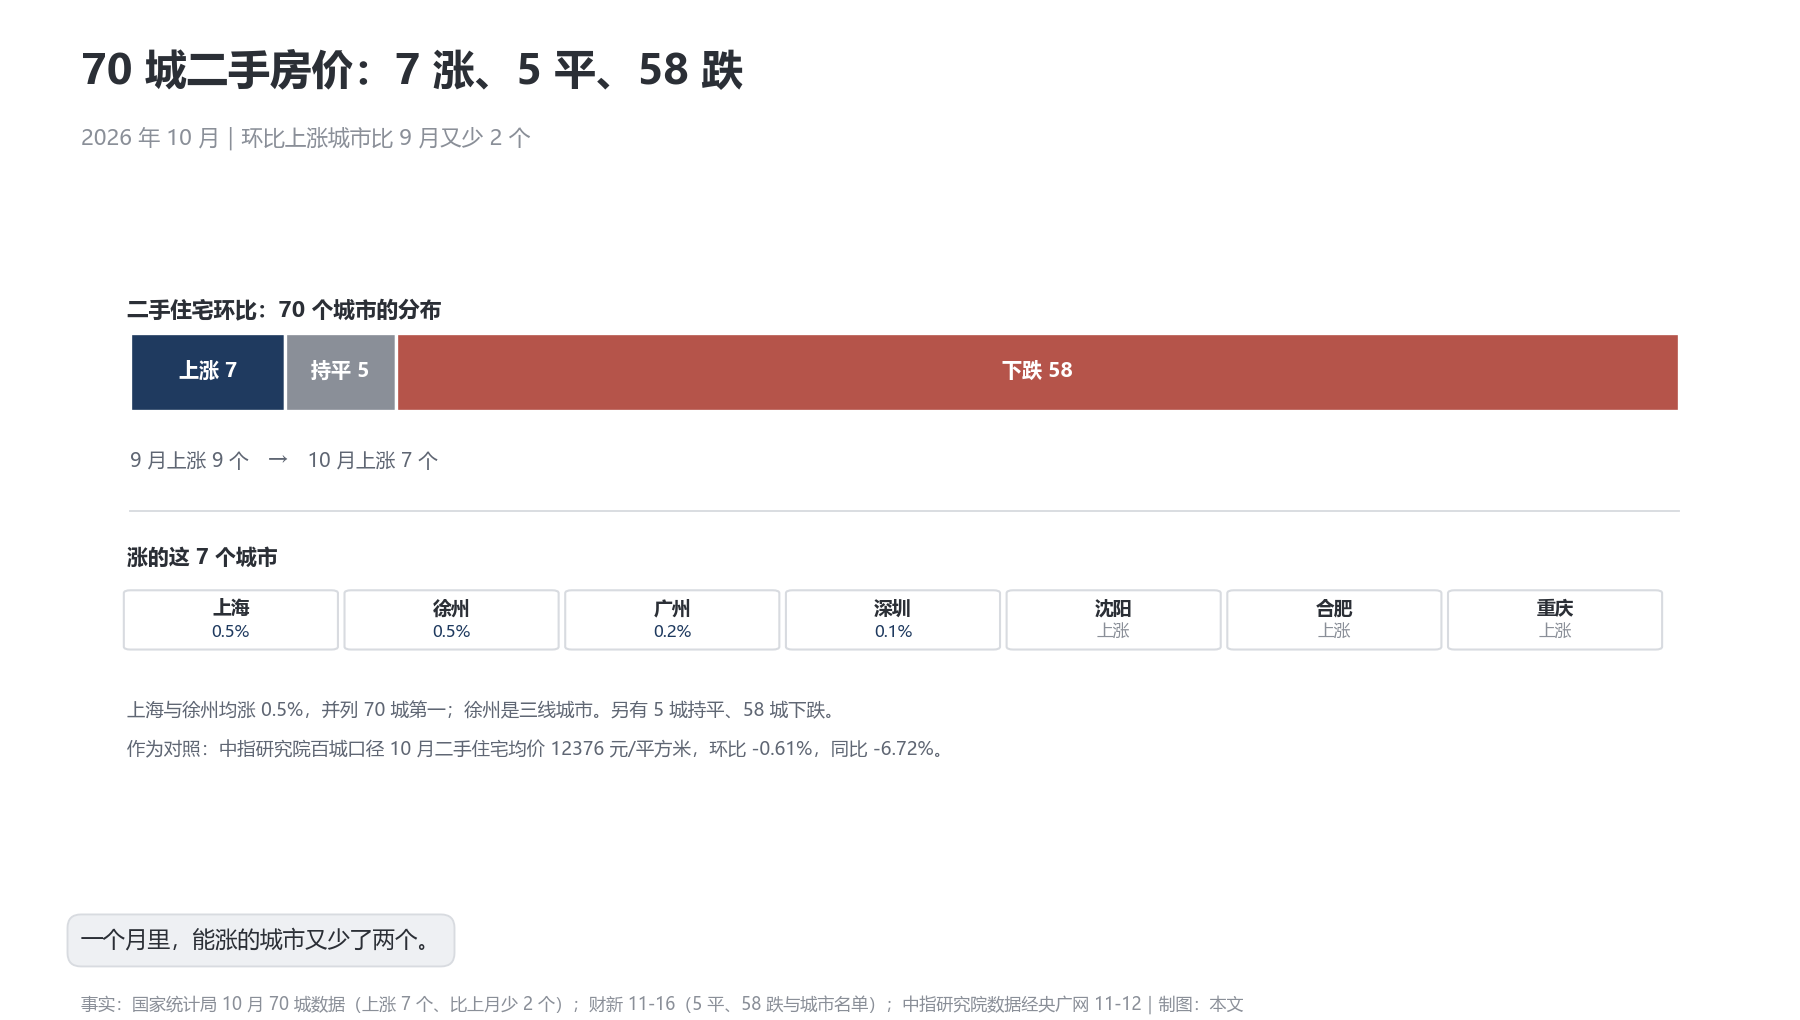 70 城二手房价：7 涨、5 平、58 跌
2026 年 10 月 | 环比上涨城市比 9 月又少 2 个
二手住宅环比：70 个城市的分布
上涨 7
持平 5
下跌 58
9 月上涨 9 个 → 10 月上涨 7 个
涨的这 7 个城市
上海
0.5%
徐州
0.5%
广州
0.2%
深圳
0.1%
沈阳
上涨
合肥
上涨
重庆
上涨
上海与徐州均涨 0.5%，并列 70 城第一；徐州是三线城市。另有 5 城持平、58 城下跌。
作为对照：中指研究院百城口径 10 月二手住宅均价 12376 元/平方米，环比 -0.61%，同比 -6.72%。
一个月里，能涨的城市又少了两个。
事实：国家统计局 10 月 70 城数据（上涨 7 个、比上月少 2 个）；财新 11-16（5 平、58 跌与城市名单）；中指研究院数据经央广网 11-12 | 制图：本文